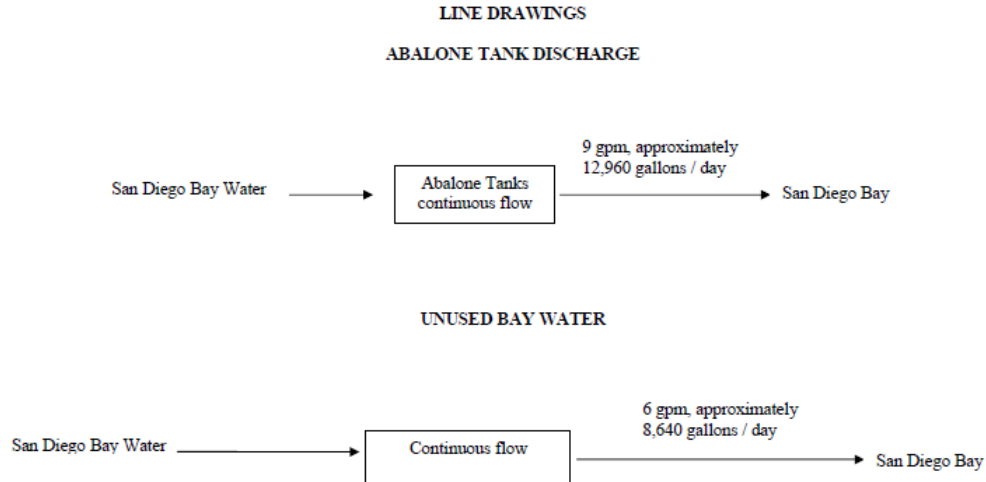 LINE DRAWINGS
ABALONE TANK DISCHARGE
9 gpm, approximately
12,960 gallons / day
San Diego Bay Water
Abalone Tanks
continuous flow
San Diego Bay
UNUSED BAY WATER
6 gpm, approximately
8,640 gallons / day
San Diego Bay Water
Continuous flow
San Diego Bay